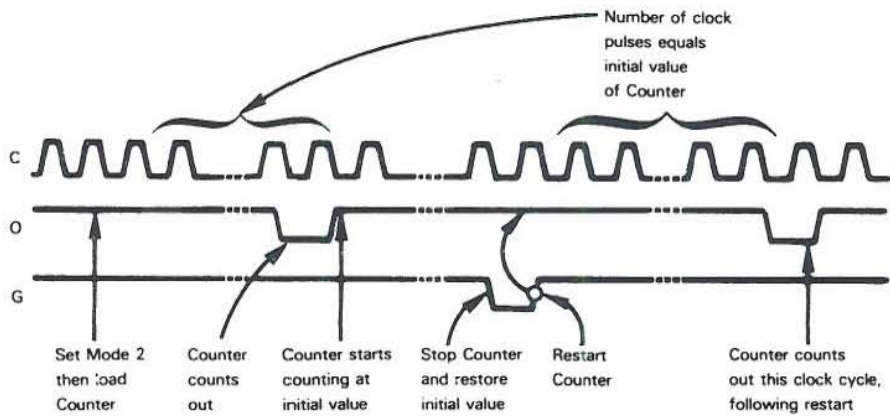 Number of clock
pulses equals
initial value
of Counter
C
O
G
Set Mode 2
then load
Counter
Counter
counts
out
Counter starts
counting at
initial value
Stop Counter
and restore
initial value
Restart
Counter
Counter counts
out this clock cycle,
following restart